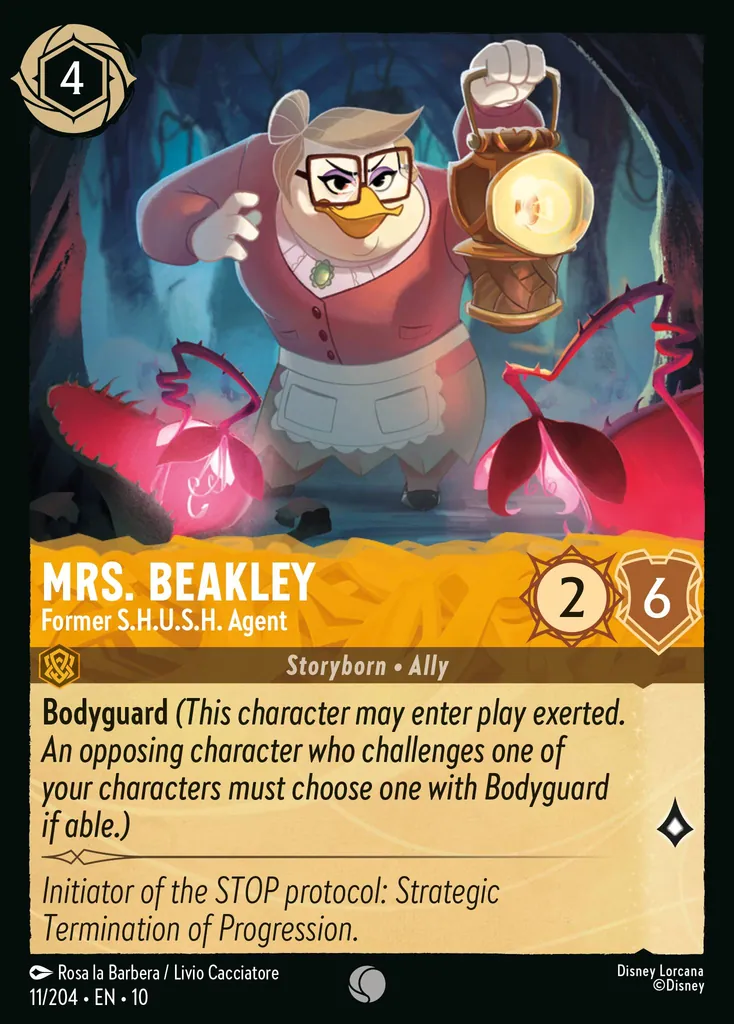 4
MRS. BEAKLEY
Former S.H.U.S.H. Agent
2
6
Storyborn • Ally
Bodyguard (This character may enter play exerted.
An opposing character who challenges one of
your characters must choose one with Bodyguard
if able.)
Initiator of the STOP protocol: Strategic
Termination of Progression.
Rosa la Barbera / Livio Cacciatore
11/204 • EN • 10
Disney Lorcana
©Disney